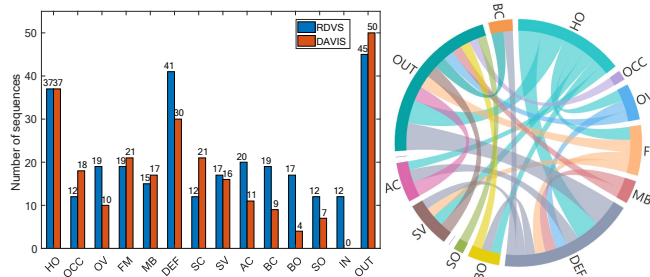 Number of sequences
50
40
30
20
10
0
RDVS
DAVIS
37 37
12 18
19 10
19 21
15 17
41 30
12 21
17 16
20 11
19 9
17 4
12 7
12 0
45 50
HO OCC OV FM MB DEF SC SV AC BC BO SO IN OUT
BC
HO
OCC
MB
DEF
BO
SO
SV
AC
OUT